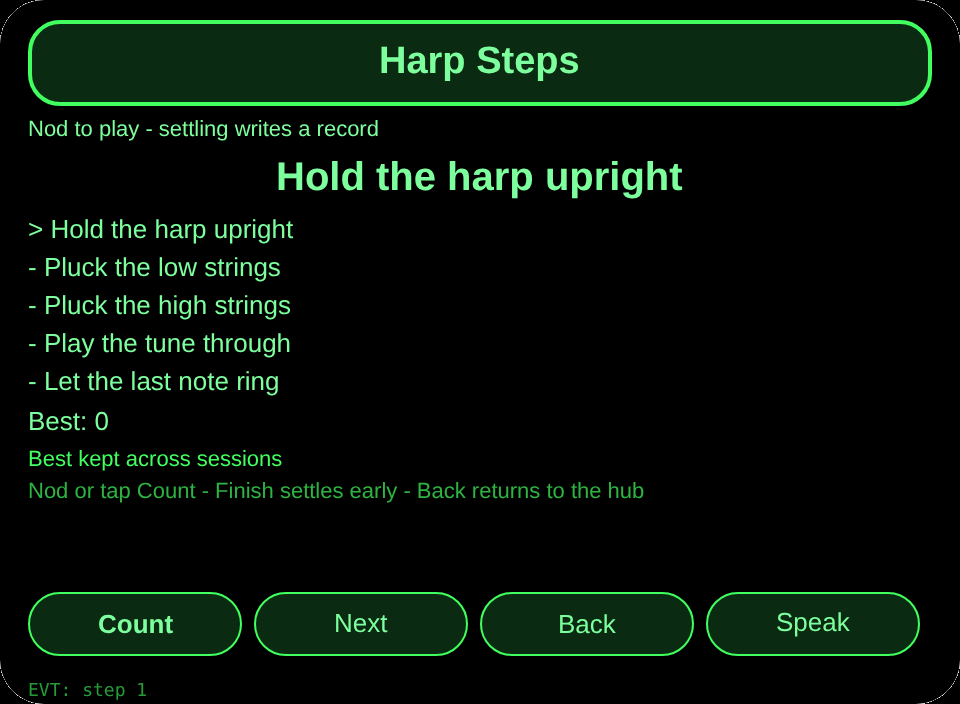 Harp Steps
Nod to play - settling writes a record
Hold the harp upright
> Hold the harp upright
- Pluck the low strings
- Pluck the high strings
- Play the tune through
- Let the last note ring
Best: 0
Best kept across sessions
Nod or tap Count - Finish settles early - Back returns to the hub
Count Next Back Speak
EVT: step 1